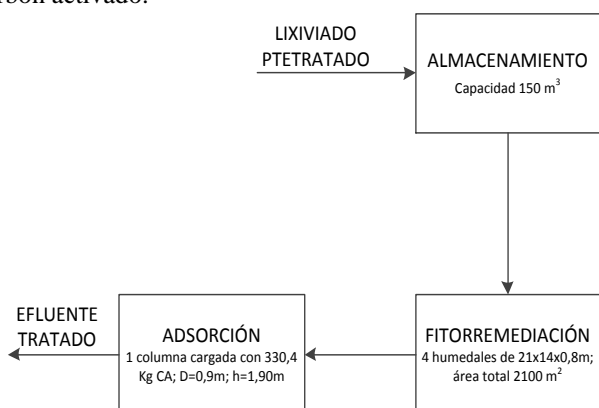 rbón activado.
LIXIVIADO
PTETRATADO
ALMACENAMIENTO
Capacidad 150 m³
EFLUENTE
TRATADO
ADSORCIÓN
1 columna cargada con 330,4
Kg CA; D=0,9m; h=1,90m
FITORREMEDIACIÓN
4 humedales de 21x14x0,8m;
área total 2100 m²